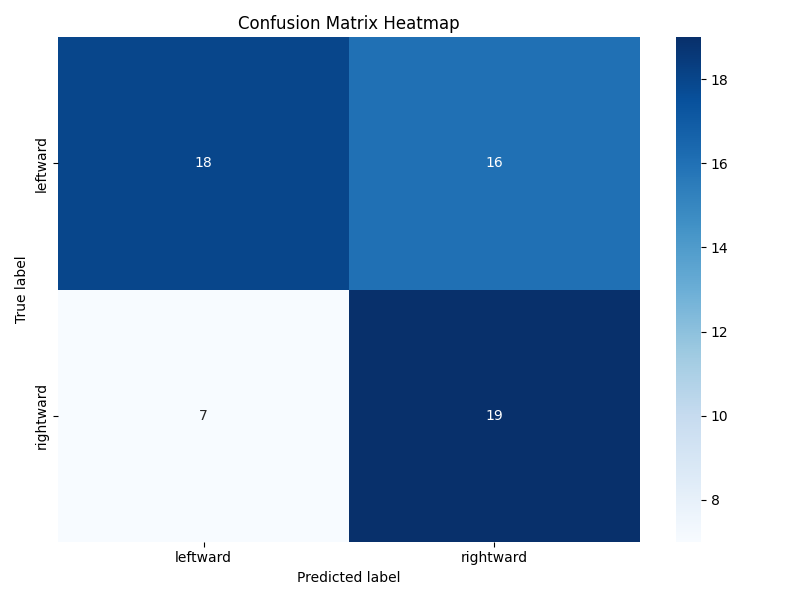 Confusion Matrix Heatmap
leftward
18
16
18
16
True label
14
12
rightward
7
19
10
8
leftward
rightward
Predicted label